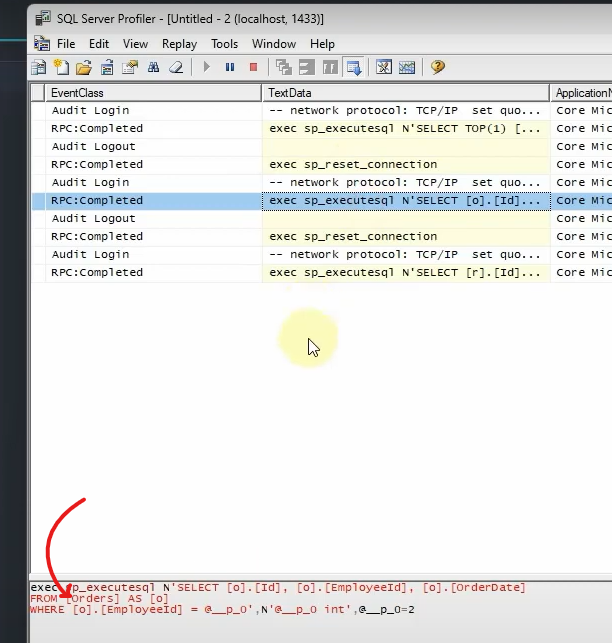 SQL Server Profiler - [Untitled - 2 (localhost, 1433)]
File Edit View Replay Tools Window Help
EventClass TextData ApplicationN
Audit Login -- network protocol: TCP/IP set quo... Core Mic
RPC:Completed exec sp_executesql N'SELECT TOP(1) [... Core Mic
Audit Logout Core Mic
RPC:Completed exec sp_reset_connection Core Mic
Audit Login -- network protocol: TCP/IP set quo... Core Mic
RPC:Completed exec sp_executesql N'SELECT [o].[Id]... Core Mic
Audit Logout Core Mic
RPC:Completed exec sp_reset_connection Core Mic
Audit Login -- network protocol: TCP/IP set quo... Core Mic
RPC:Completed exec sp_executesql N'SELECT [r].[Id]... Core Mic
exec sp_executesql N'SELECT [o].[Id], [o].[EmployeeId], [o].[OrderDate]
FROM [Orders] AS [o]
WHERE [o].[EmployeeId] = @__p_0',N'@__p_0 int',@__p_0=2